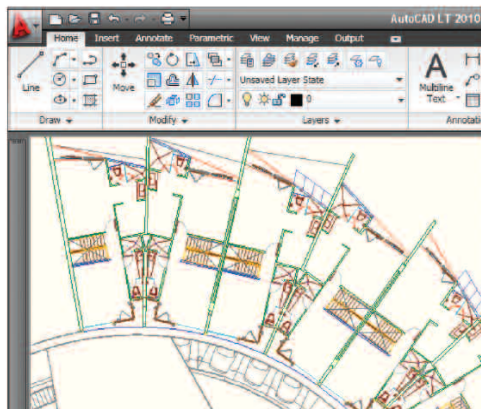 AutoCAD LT 2010
Home Insert Annotate Parametric View Manage Output
Unsaved Layer State
Line Move A Multiline
Text
0
Draw Modify Layers Annotatio